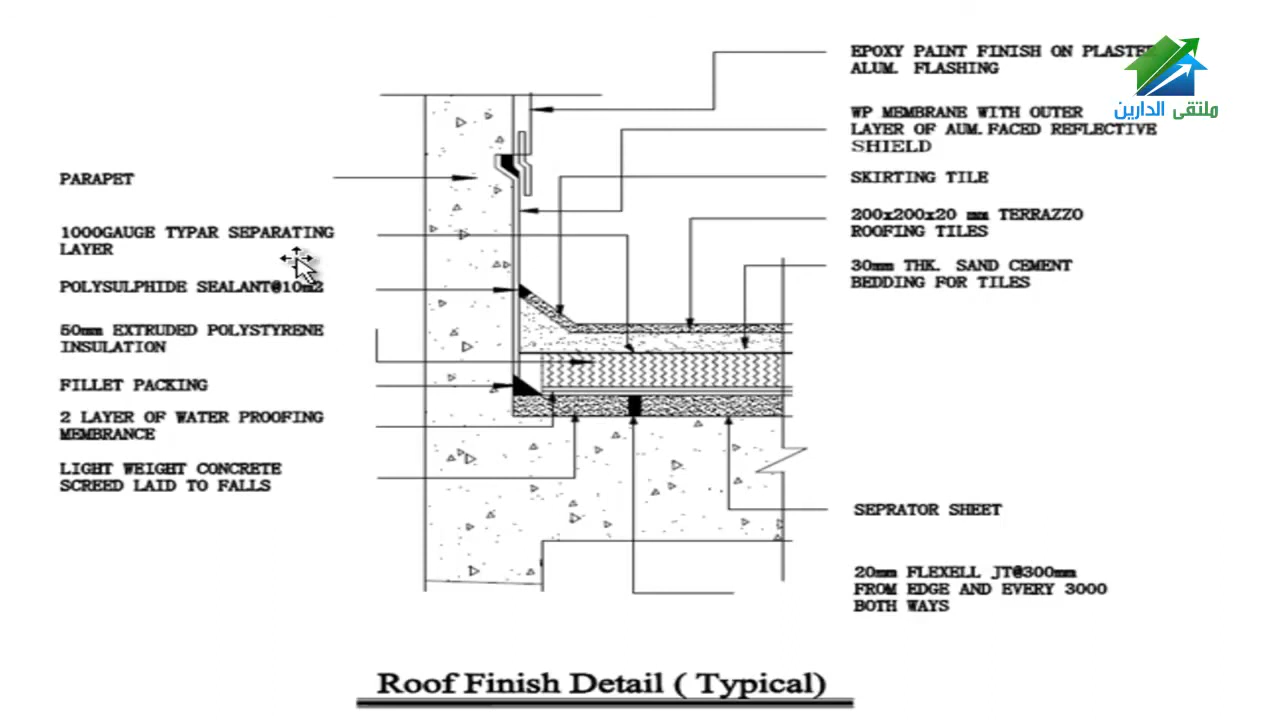 EPOXY PAINT FINISH ON PLASTER
ALUM. FLASHING
ملتقى الدارين
WP MEMBRANE WITH OUTER
LAYER OF AUM.FACED REFLECTIVE
SHIELD
SKIRTING TILE
200x200x20 mm TERRAZZO
ROOFING TILES
30mm THK. SAND CEMENT
BEDDING FOR TILES
PARAPET
1000GAUGE TYPAR SEPARATING
LAYER
POLYSULPHIDE SEALANT@10m2
50mm EXTRUDED POLYSTYRENE
INSULATION
FILLET PACKING
2 LAYER OF WATER PROOFING
MEMBRANCE
LIGHT WEIGHT CONCRETE
SCREED LAID TO FALLS
SEPRATOR SHEET
20mm FLEXELL JT@300mm
FROM EDGE AND EVERY 3000
BOTH WAYS
Roof Finish Detail ( Typical)